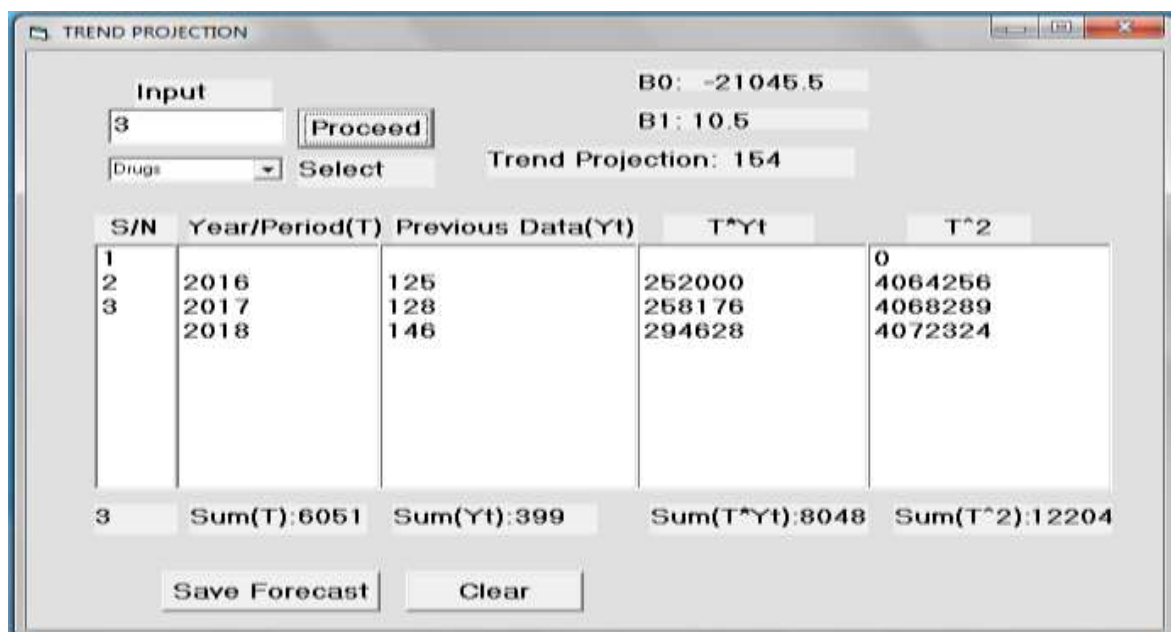 TREND PROJECTION
Input
B0: -21045.5
3 Proceed
B1: 10.5
Drugs Select
Trend Projection: 154
S/N Year/Period(T) Previous Data(Yt) T*Yt T^2
1 0
2 2016 125 252000 4064256
3 2017 128 258176 4068289
2018 146 294628 4072324
3 Sum(T):6051 Sum(Yt):399 Sum(T*Yt):8048 Sum(T^2):12204
Save Forecast Clear